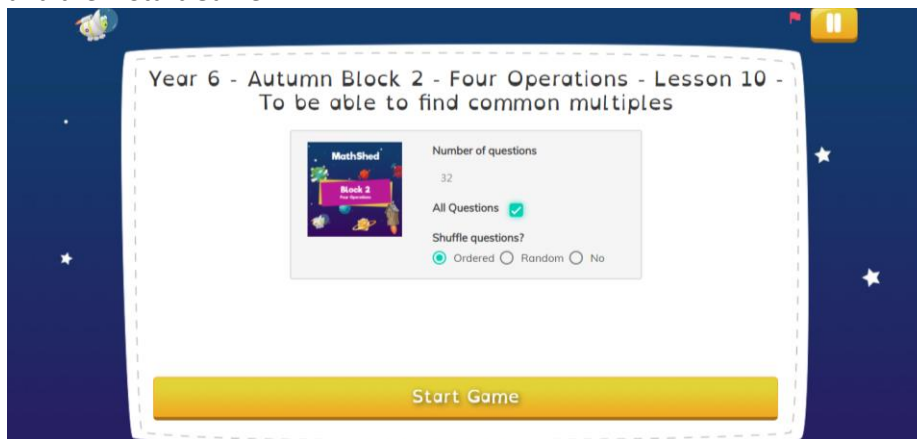 Year 6 - Autumn Block 2 - Four Operations - Lesson 10 -
To be able to find common multiples
MathShed
Block 2
Four Operations
Number of questions
32
All Questions
Shuffle questions?
Ordered Random No
Start Game